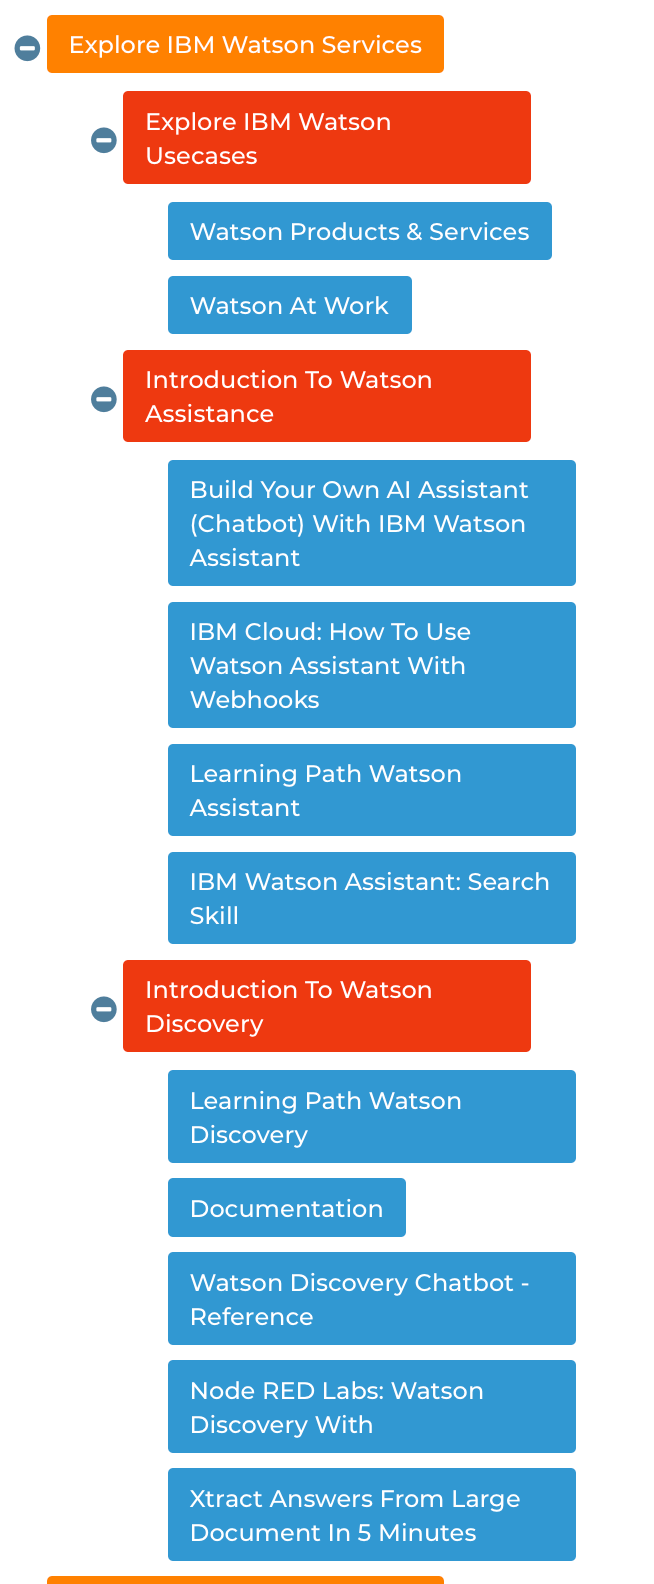 Explore IBM Watson Services
Explore IBM Watson
Usecases
Watson Products & Services
Watson At Work
Introduction To Watson
Assistance
Build Your Own AI Assistant
(Chatbot) With IBM Watson
Assistant
IBM Cloud: How To Use
Watson Assistant With
Webhooks
Learning Path Watson
Assistant
IBM Watson Assistant: Search
Skill
Introduction To Watson
Discovery
Learning Path Watson
Discovery
Documentation
Watson Discovery Chatbot -
Reference
Node RED Labs: Watson
Discovery With
Xtract Answers From Large
Document In 5 Minutes